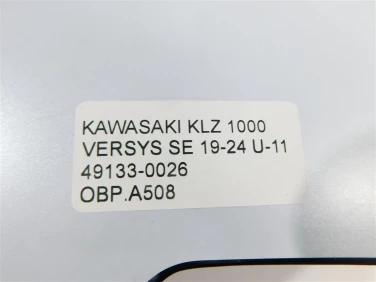 KAWASAKI KLZ 1000
VERSYS SE 19-24 U-11
49133-0026
OBP.A508